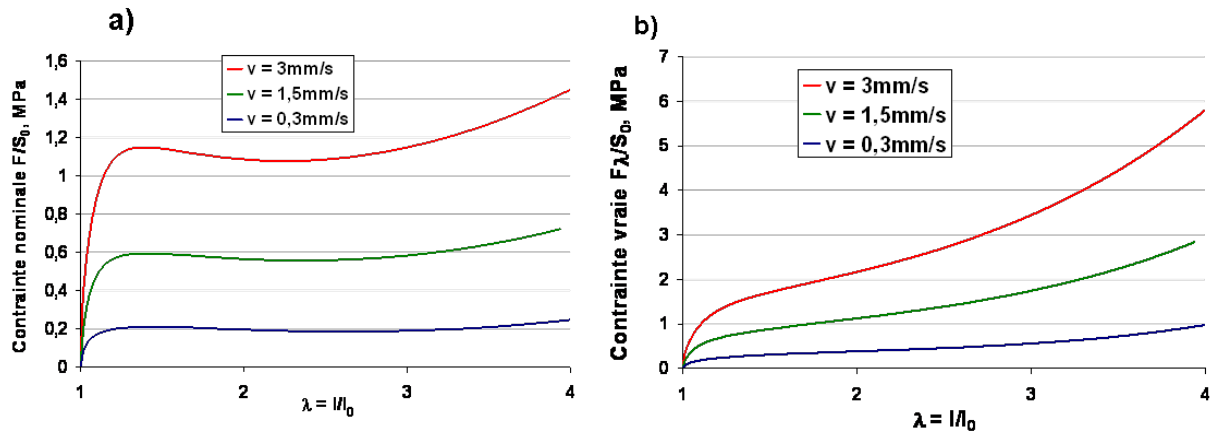 a)
Contrainte nominale F/S₀, MPa
1,6
1,4
1,2
1
0,8
0,6
0,4
0,2
0
v = 3mm/s
v = 1,5mm/s
v = 0,3mm/s
1
2
3
4
λ = l/l₀
b)
Contrainte vraie Fλ/S₀, MPa
7
6
5
4
3
2
1
0
v = 3mm/s
v = 1,5mm/s
v = 0,3mm/s
1
2
3
4
λ = l/l₀